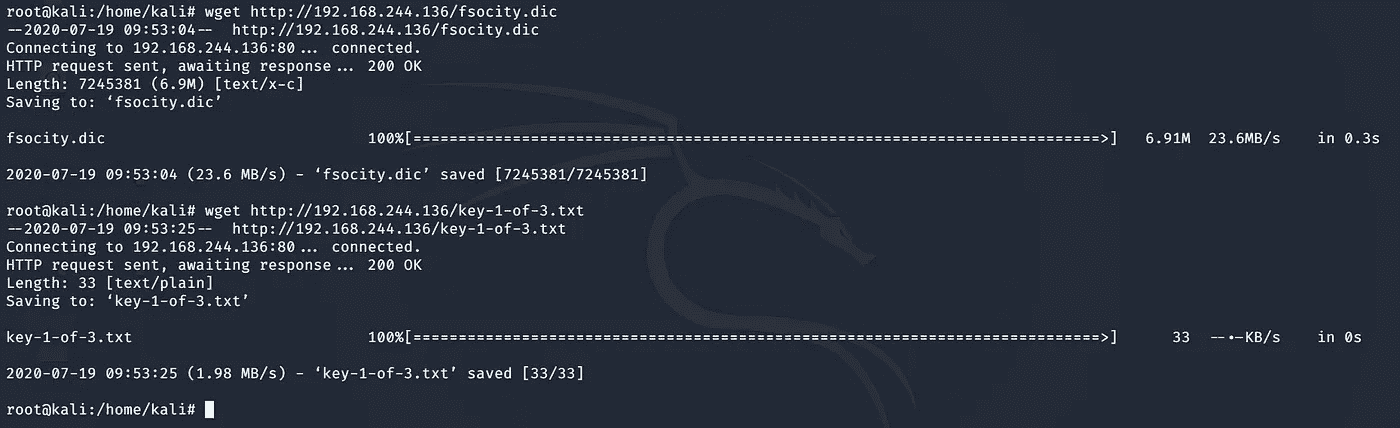 root@kali:/home/kali# wget http://192.168.244.136/fsocity.dic
--2020-07-19 09:53:04--  http://192.168.244.136/fsocity.dic
Connecting to 192.168.244.136:80... connected.
HTTP request sent, awaiting response... 200 OK
Length: 7245381 (6.9M) [text/x-c]
Saving to: ‘fsocity.dic’
fsocity.dic 100%[============================================================================>] 6.91M 23.6MB/s in 0.3s
2020-07-19 09:53:04 (23.6 MB/s) - ‘fsocity.dic’ saved [7245381/7245381]
root@kali:/home/kali# wget http://192.168.244.136/key-1-of-3.txt
--2020-07-19 09:53:25--  http://192.168.244.136/key-1-of-3.txt
Connecting to 192.168.244.136:80... connected.
HTTP request sent, awaiting response... 200 OK
Length: 33 [text/plain]
Saving to: ‘key-1-of-3.txt’
key-1-of-3.txt 100%[============================================================================>] 33 --.-KB/s in 0s
2020-07-19 09:53:25 (1.98 MB/s) - ‘key-1-of-3.txt’ saved [33/33]
root@kali:/home/kali#